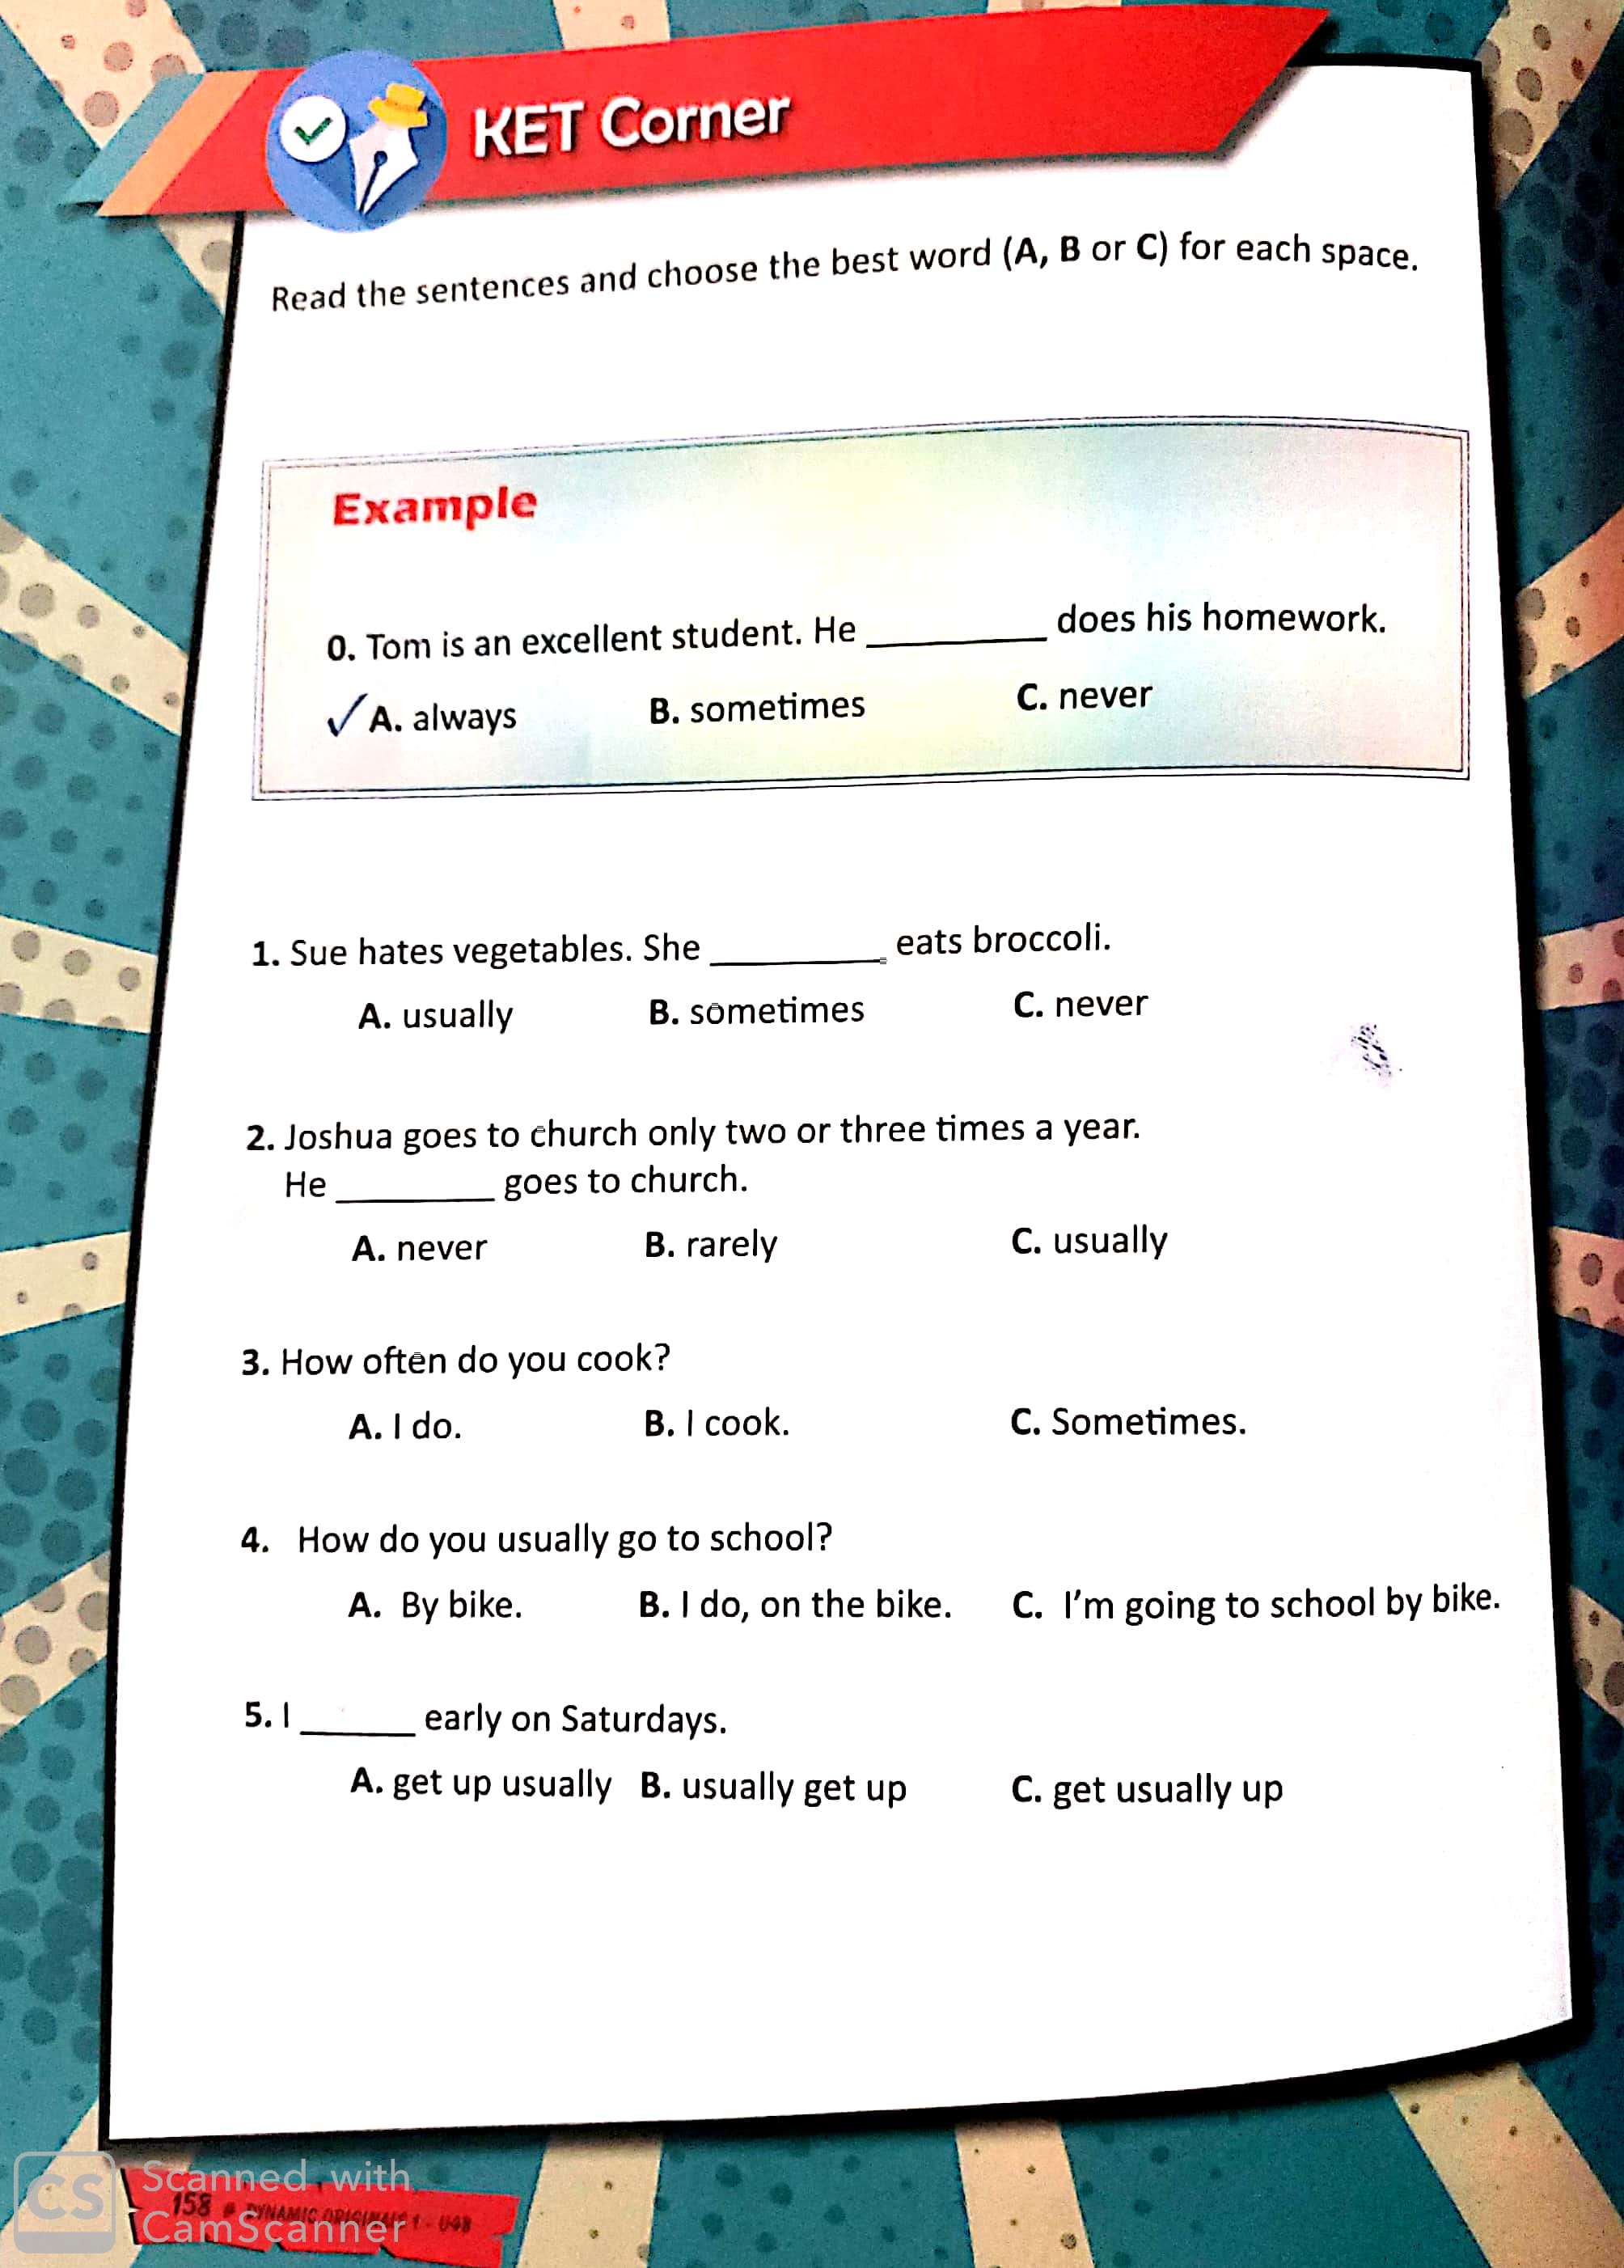 KET Corner
Read the sentences and choose the best word (A, B or C) for each space.
Example
0. Tom is an excellent student. He ________ does his homework.
✓ A. always B. sometimes C. never
1. Sue hates vegetables. She ________ eats broccoli.
A. usually B. sometimes C. never
2. Joshua goes to church only two or three times a year.
He ________ goes to church.
A. never B. rarely C. usually
3. How often do you cook?
A. I do. B. I cook. C. Sometimes.
4. How do you usually go to school?
A. By bike. B. I do, on the bike. C. I'm going to school by bike.
5. I ______ early on Saturdays.
A. get up usually B. usually get up C. get usually up
CS
Scanned with
158 DYNAMIC ORIGINALS 1 - U48
CamScanner